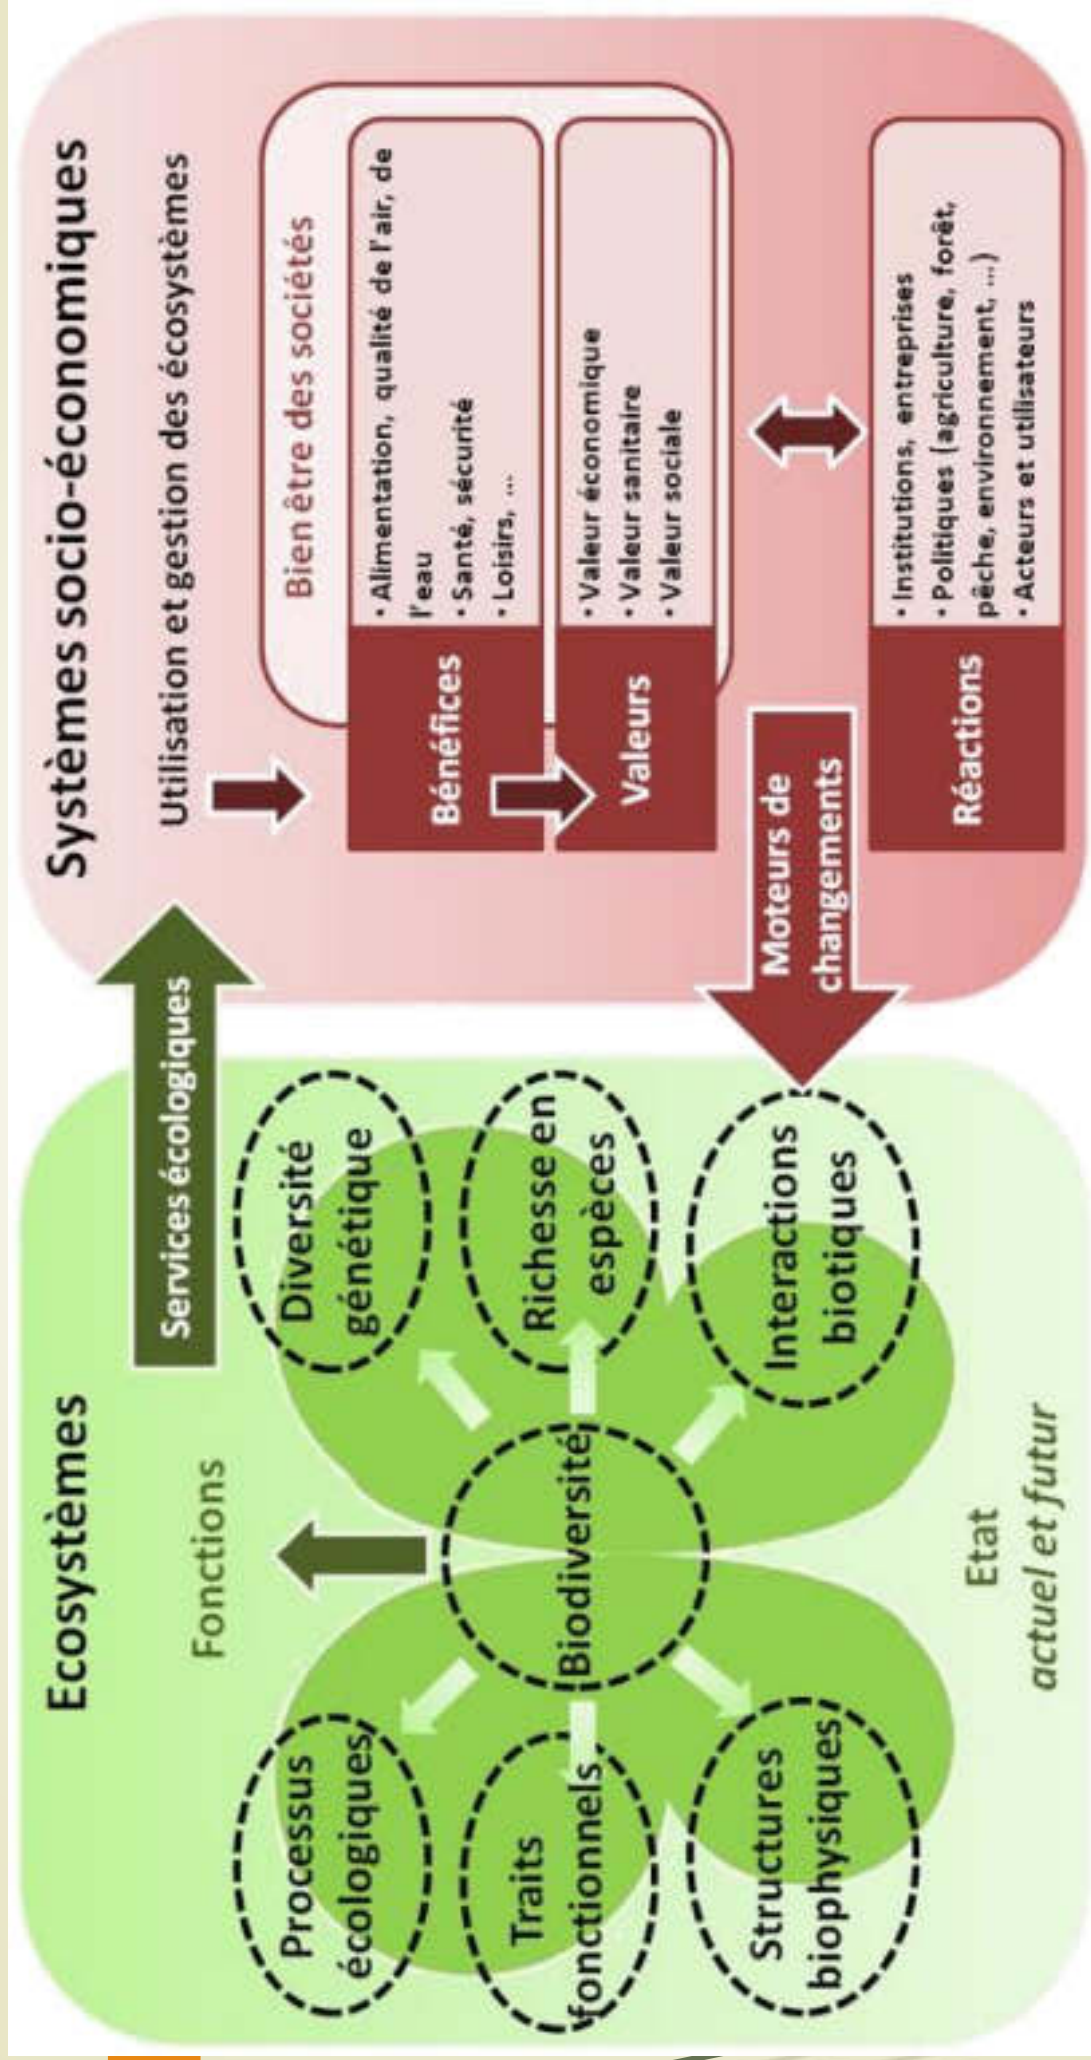 Ecosystèmes
Fonctions
Processus
écologiques
Traits
fonctionnels
Structures
biophysiques
Biodiversité
Diversité
génétique
Richesse en
espèces
Interactions
biotiques
Etat
actuel et futur
Services écologiques
Systèmes socio-économiques
Utilisation et gestion des écosystèmes
Bien être des sociétés
Bénéfices
• Alimentation, qualité de l'air, de
l'eau
• Santé, sécurité
• Loisirs, ...
Valeurs
• Valeur économique
• Valeur sanitaire
• Valeur sociale
Moteurs de
changements
Réactions
• Institutions, entreprises
• Politiques (agriculture, forêt,
pêche, environnement, ...)
• Acteurs et utilisateurs